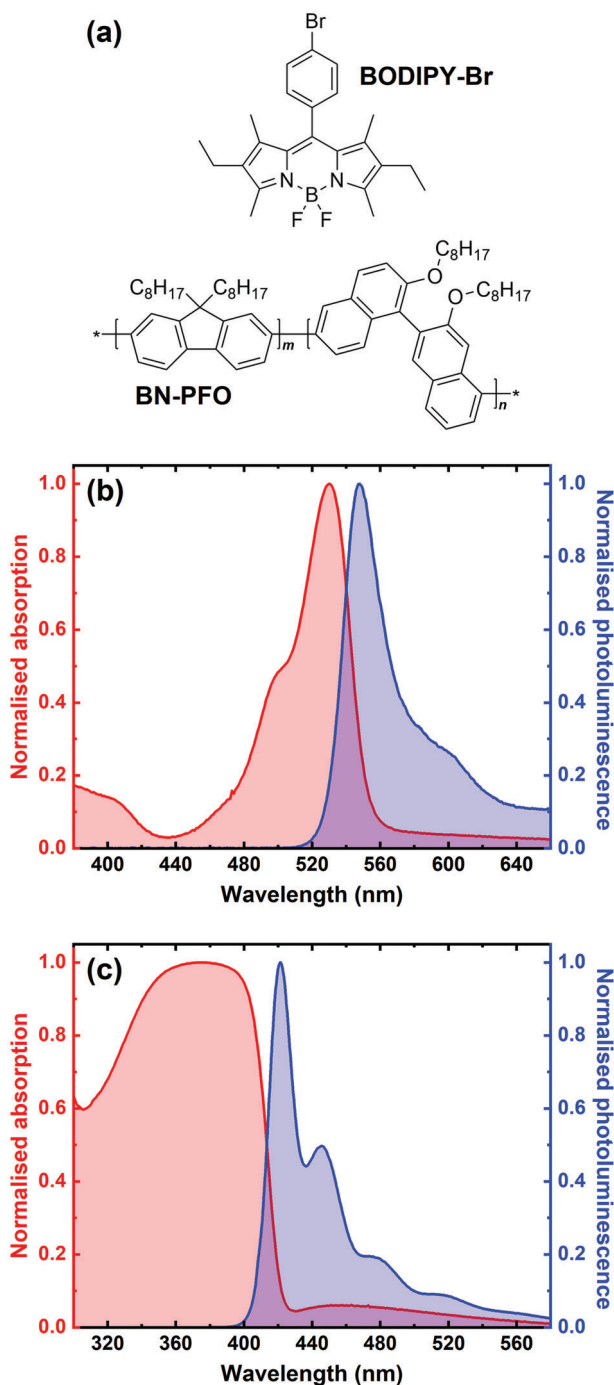 (a)
Br
BODIPY-Br
N N
B
F F
C8H17
O
C8H17 C8H17
O C8H17
* m
n *
BN-PFO
(b)
Normalised absorption
Normalised photoluminescence
1.0 1.0
0.8 0.8
0.6 0.6
0.4 0.4
0.2 0.2
0.0 0.0
400 440 480 520 560 600 640
Wavelength (nm)
(c)
Normalised absorption
Normalised photoluminescence
1.0 1.0
0.8 0.8
0.6 0.6
0.4 0.4
0.2 0.2
0.0 0.0
320 360 400 440 480 520 560
Wavelength (nm)